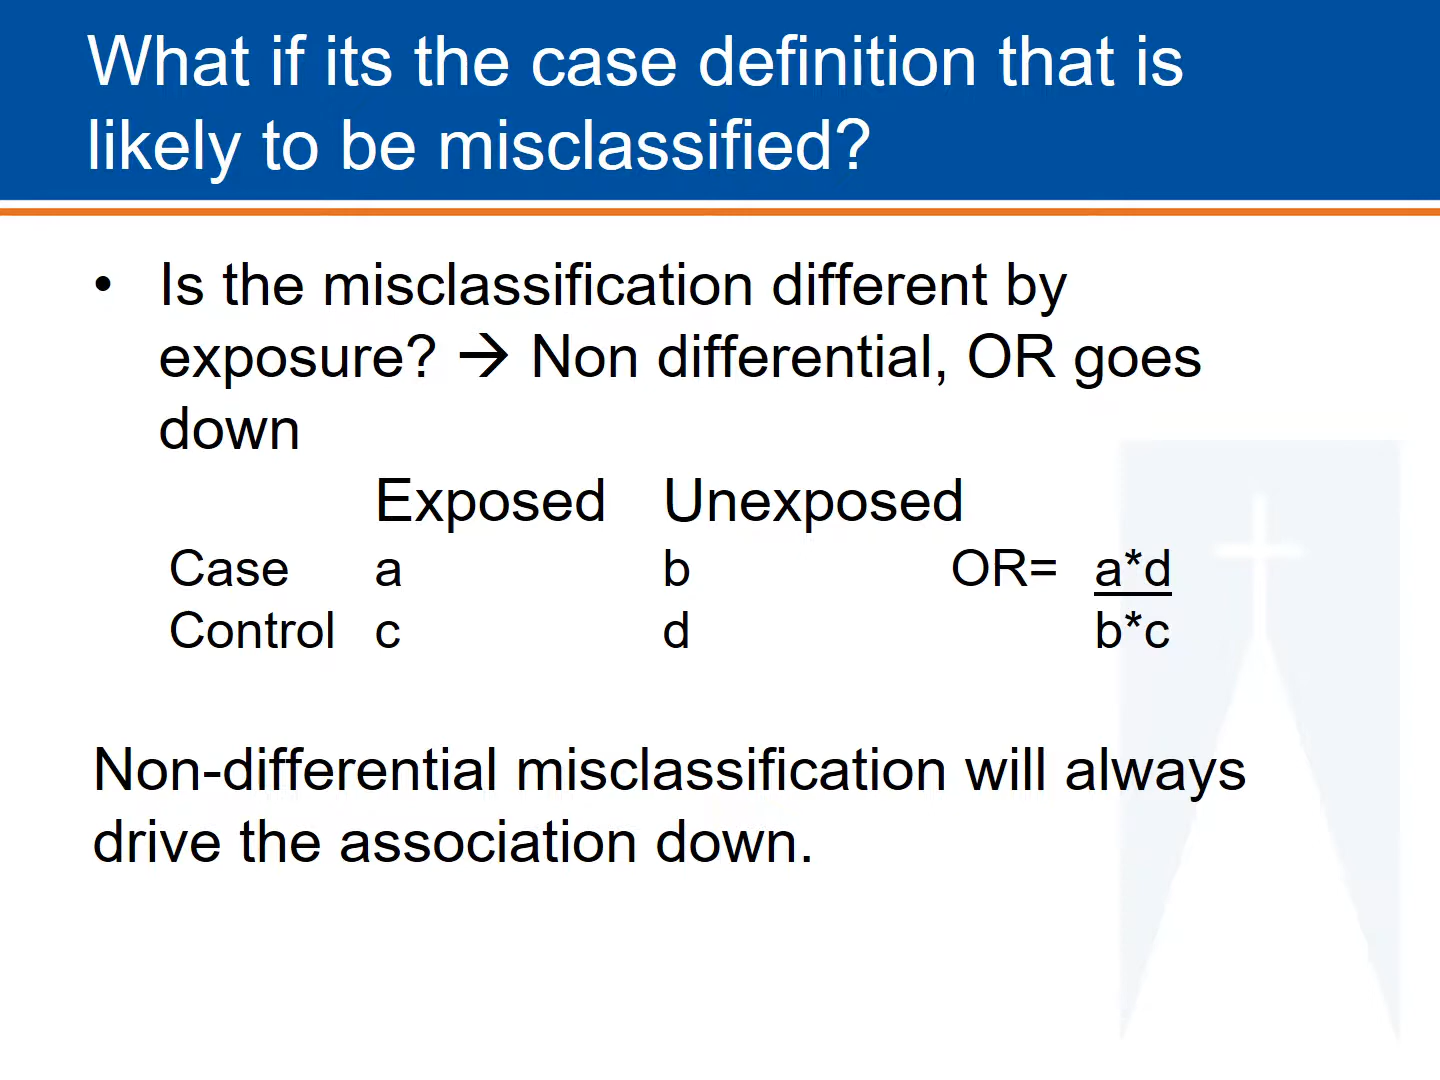 What if its the case definition that is
likely to be misclassified?
• Is the misclassification different by
exposure? → Non differential, OR goes
down
Exposed Unexposed
Case a b OR= a*d
Control c d b*c
Non-differential misclassification will always
drive the association down.